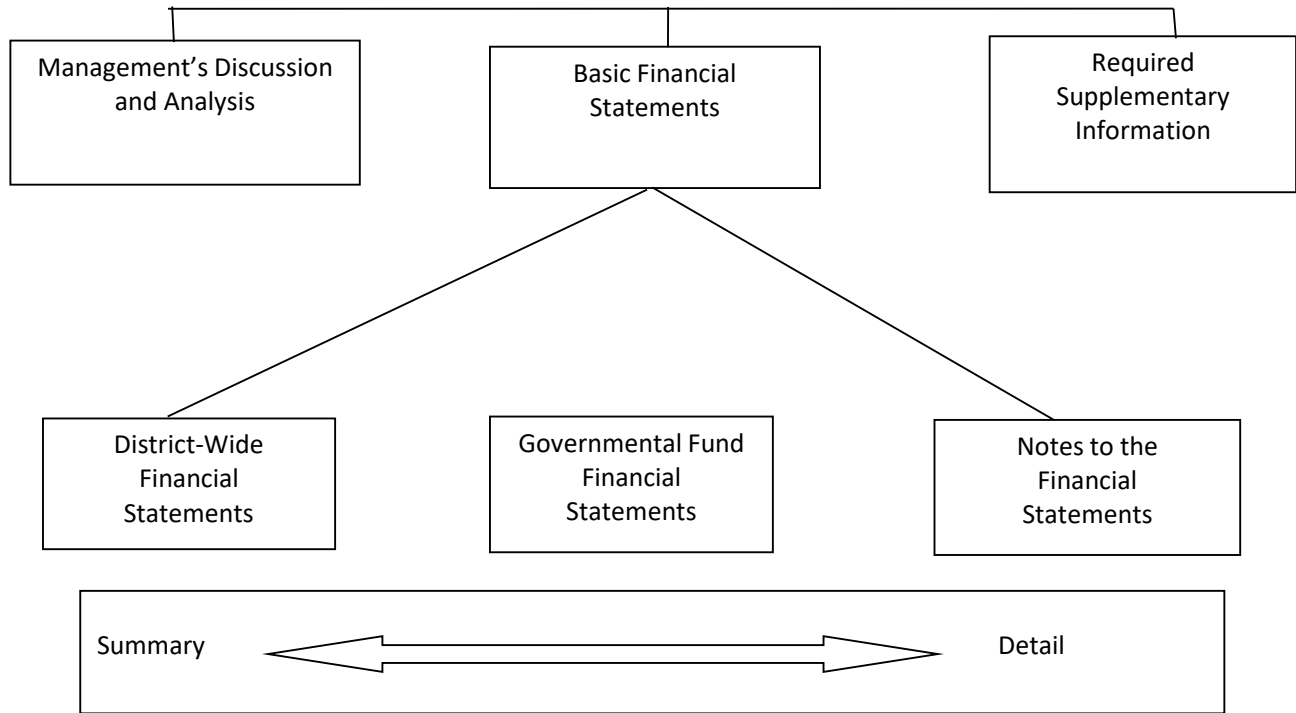 Management’s Discussion
and Analysis
Basic Financial
Statements
Required
Supplementary
Information
District-Wide
Financial
Statements
Governmental Fund
Financial
Statements
Notes to the
Financial
Statements
Summary
Detail